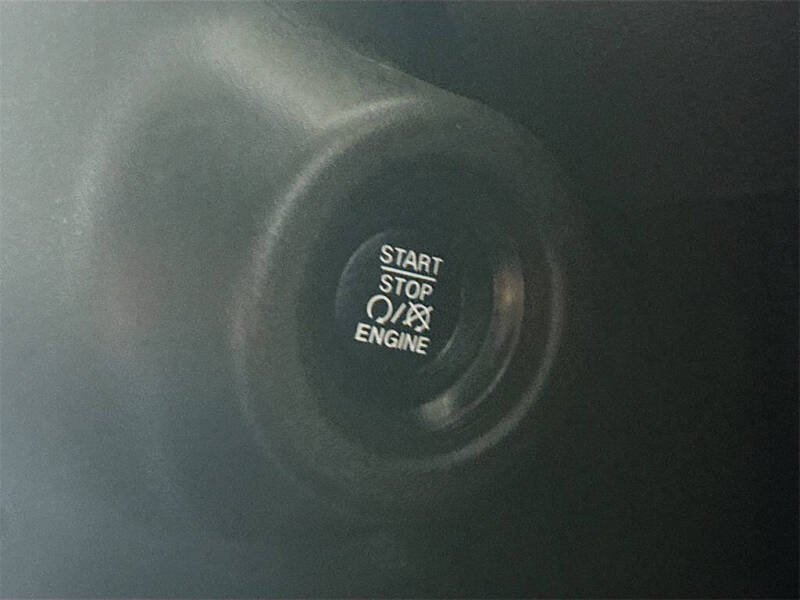 START
STOP
/
ENGINE